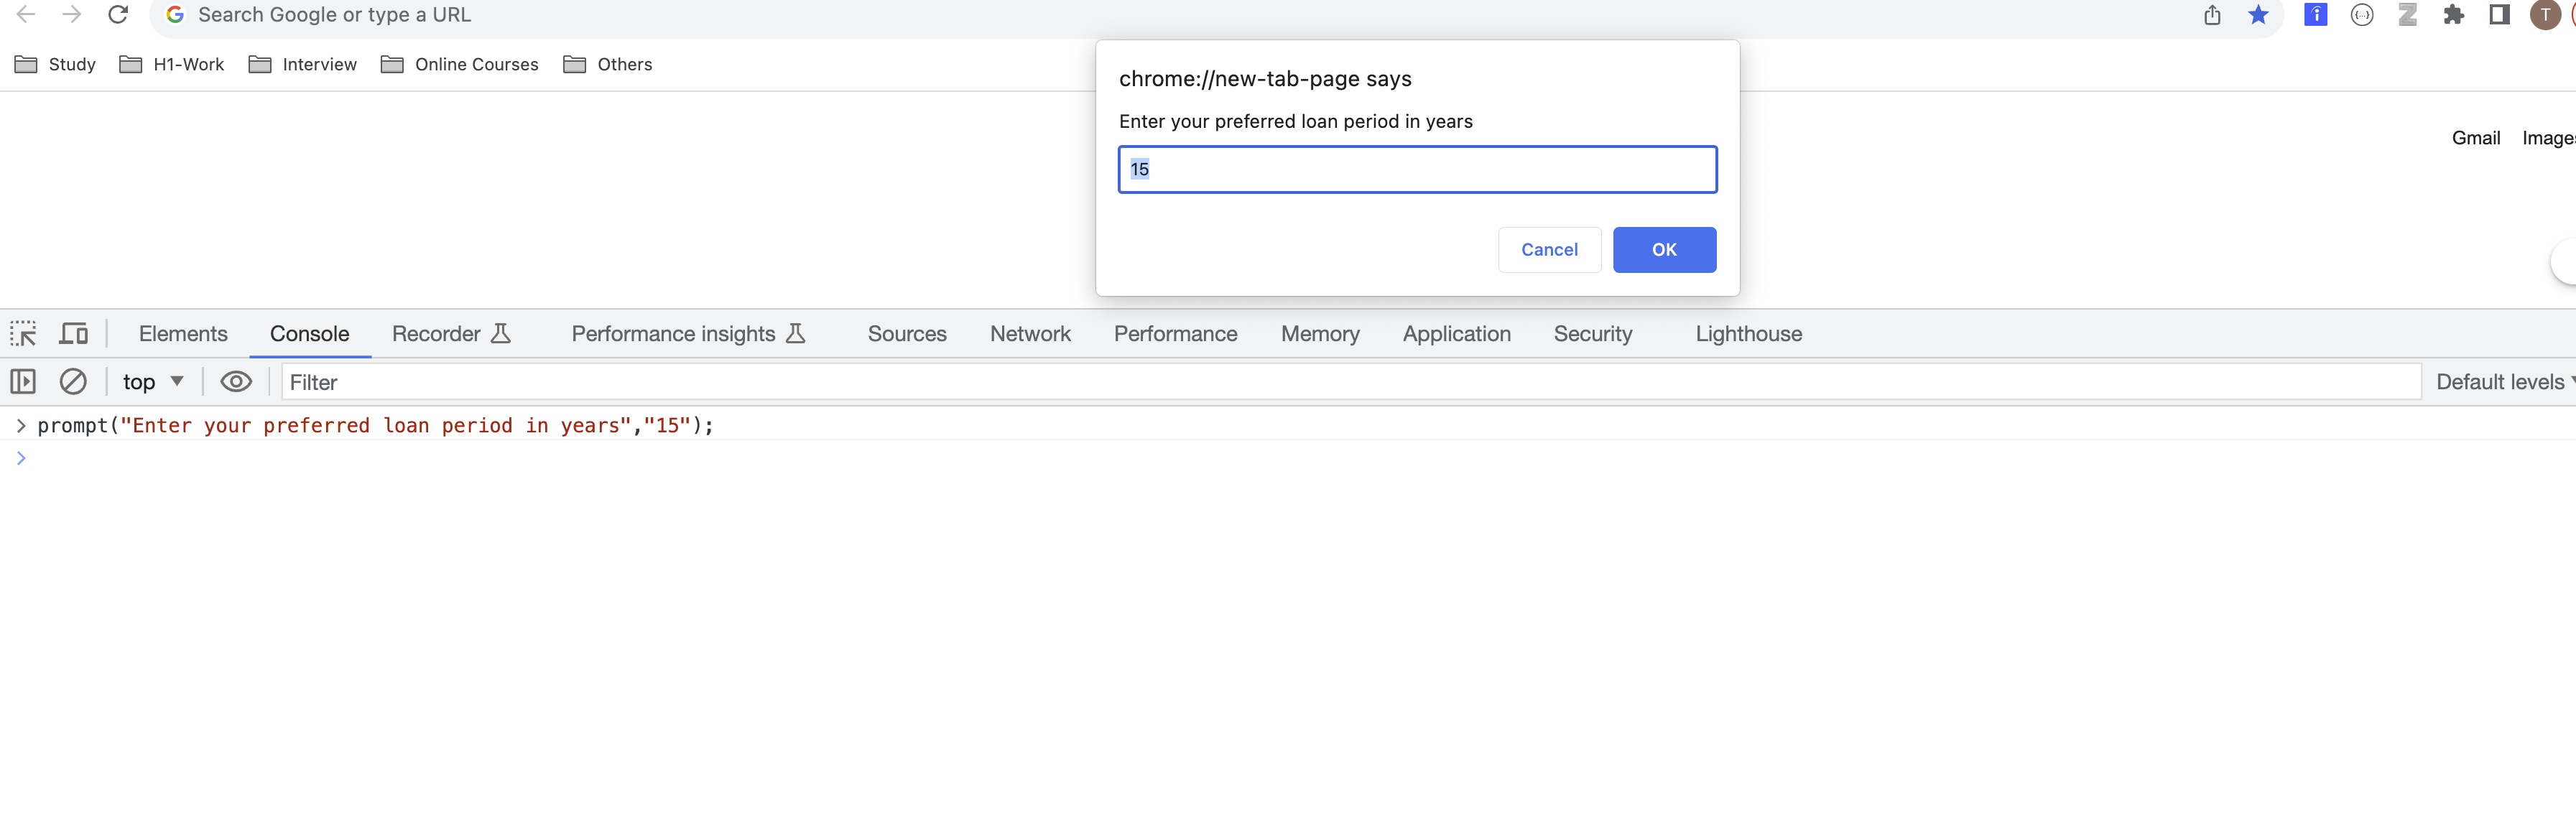 Search Google or type a URL
T
Study H1-Work Interview Online Courses Others
chrome://new-tab-page says
Enter your preferred loan period in years
15
Cancel OK
Gmail Images
Elements Console Recorder Performance insights Sources Network Performance Memory Application Security Lighthouse
top Filter Default levels
> prompt("Enter your preferred loan period in years","15");
>